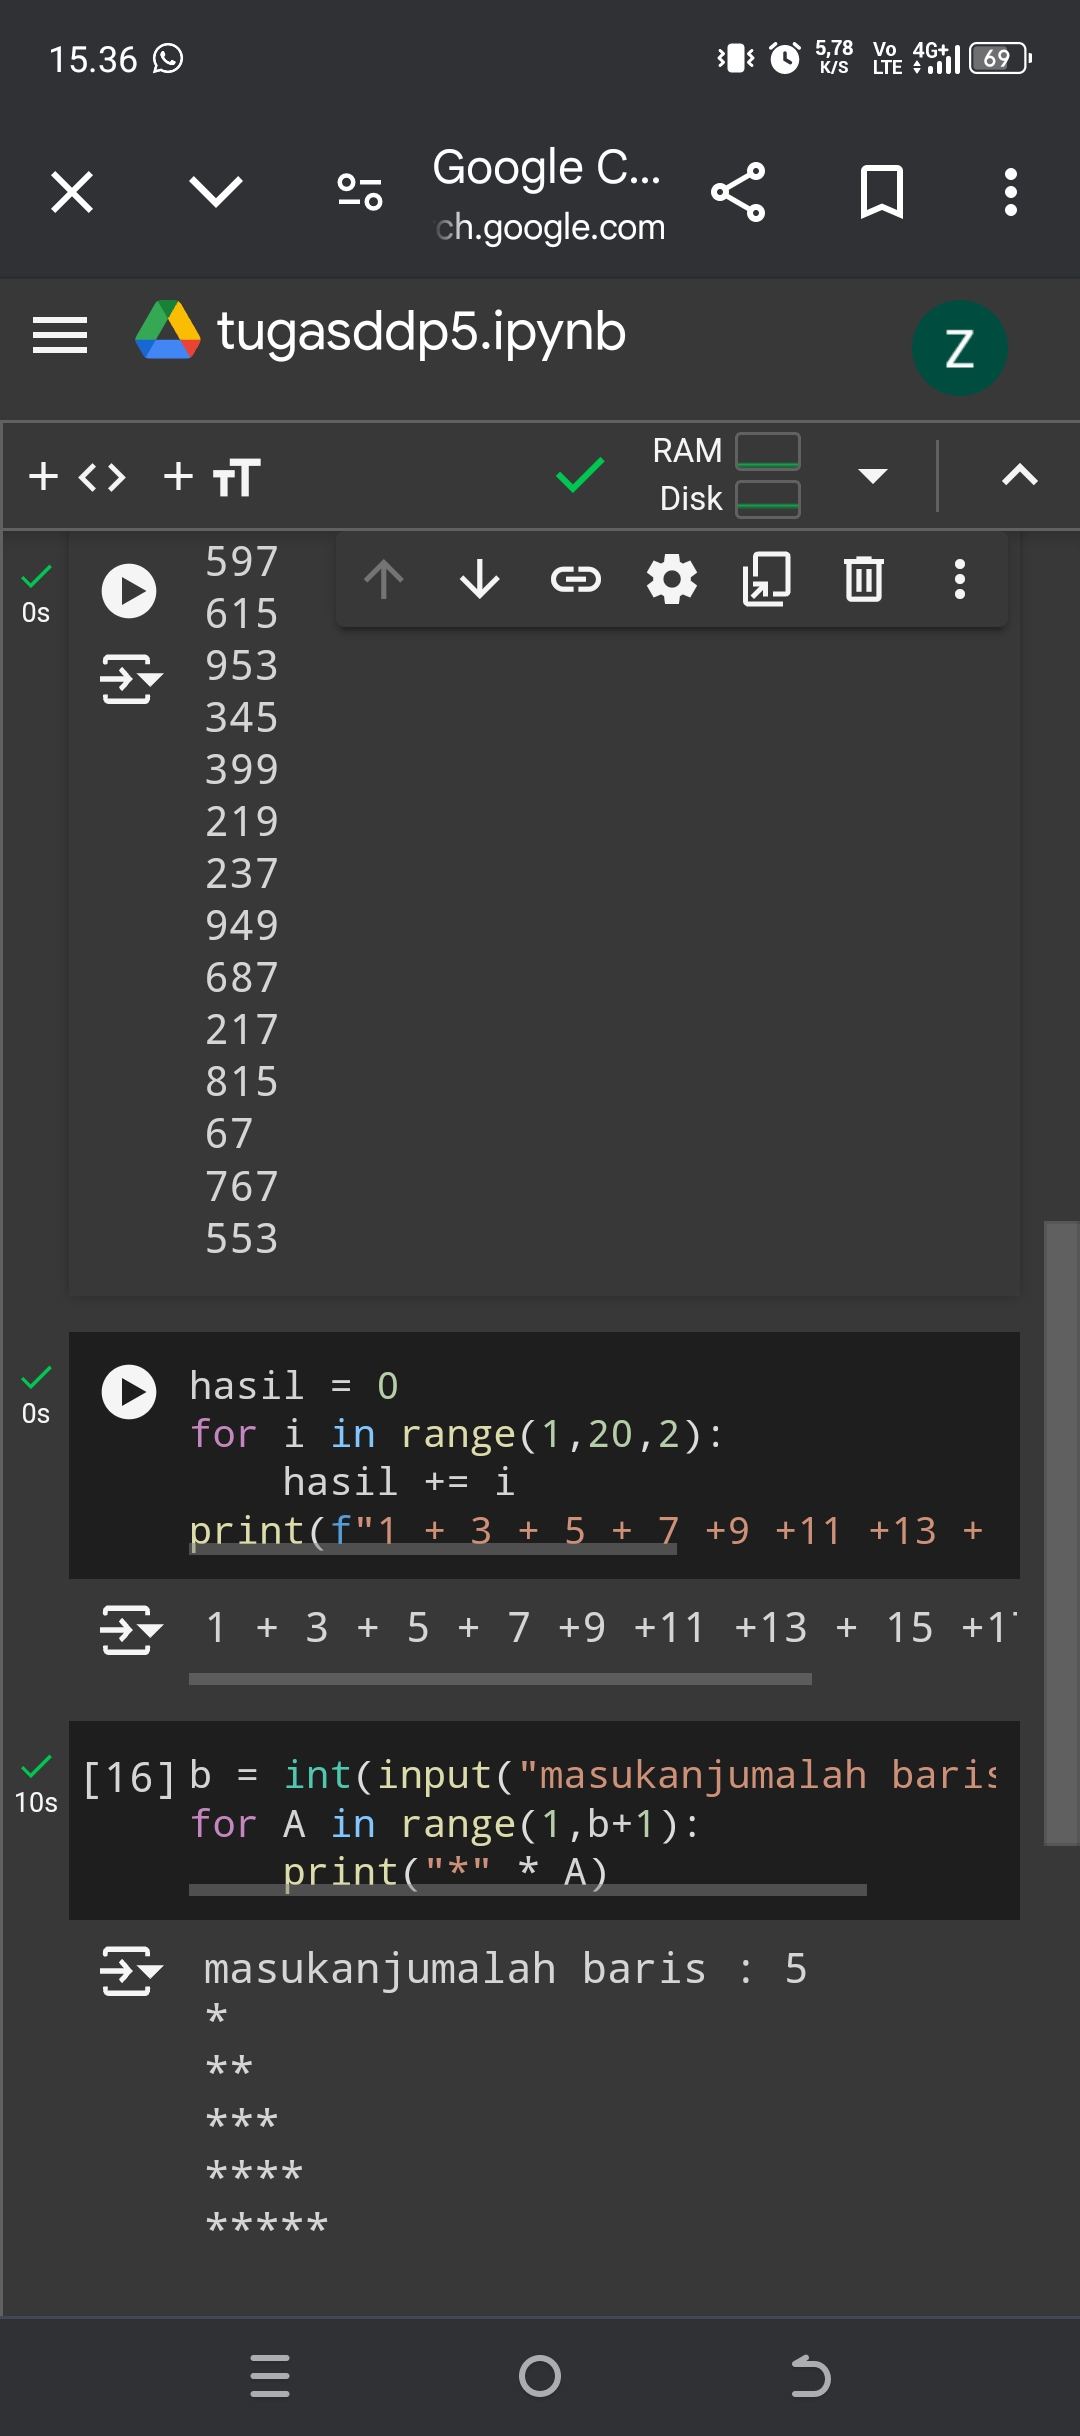 15.36 5,78 K/S Vo LTE 4G+ 69
Google C...
ch.google.com
tugasddp5.ipynb Z
+ <> + TT RAM
Disk
597
0s
615
953
345
399
219
237
949
687
217
815
67
767
553
hasil = 0
0s
for i in range(1,20,2):
hasil += i
print(f"1 + 3 + 5 + 7 +9 +11 +13 +
1 + 3 + 5 + 7 +9 +11 +13 + 15 +1
[16] b = int(input("masukanjumalah baris
10s
for A in range(1,b+1):
print("*" * A)
masukanjumalah baris : 5
*
**
***
****
*****